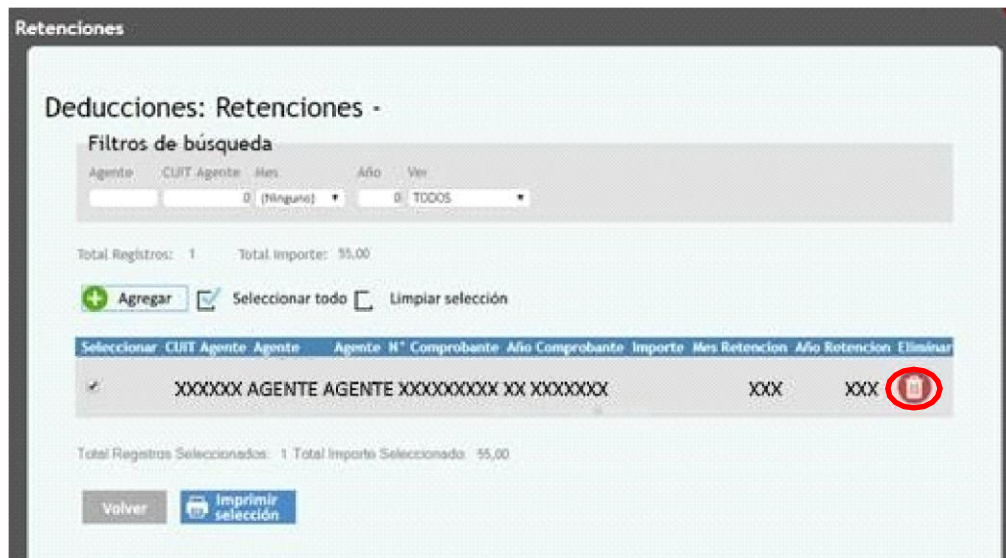 Retenciones
Deducciones: Retenciones -
Filtros de búsqueda
Agente CUIT Agente Mes Año Ver
0 (Ninguno) 0 TODOS
Total Registros: 1 Total Importe: 55,00
Agregar Seleccionar todo Limpiar selección
Seleccionar CUIT Agente Agente Agente N° Comprobante Año Comprobante Importe Mes Retencion Año Retencion Eliminar
XXXXXX AGENTE AGENTE XXXXXXXXX XX XXXXXXX XXX XXX
Total Registros Seleccionados: 1 Total Importe Seleccionado: 55,00
Volver Imprimir
selección